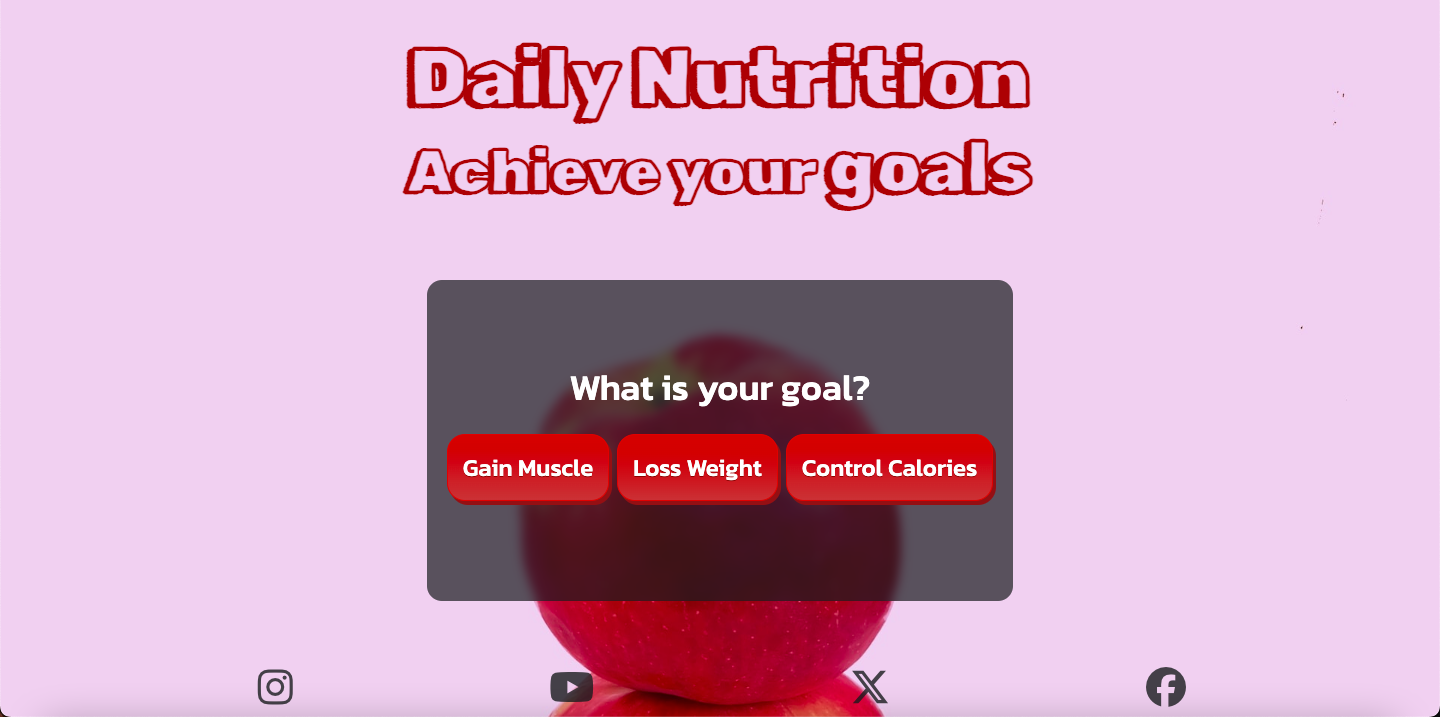 Daily Nutrition
Achieve your goals
What is your goal?
Gain Muscle
Loss Weight
Control Calories